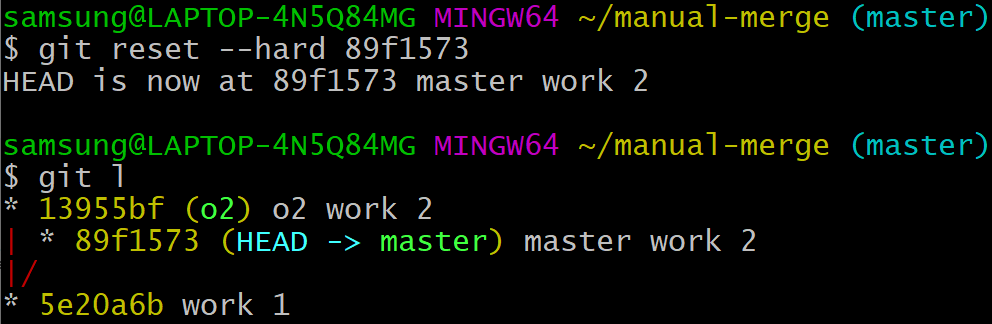 samsung@LAPTOP-4N5Q84MG MINGW64 ~/manual-merge (master)
$ git reset --hard 89f1573
HEAD is now at 89f1573 master work 2
samsung@LAPTOP-4N5Q84MG MINGW64 ~/manual-merge (master)
$ git l
* 13955bf (o2) o2 work 2
| * 89f1573 (HEAD -> master) master work 2
|/
* 5e20a6b work 1